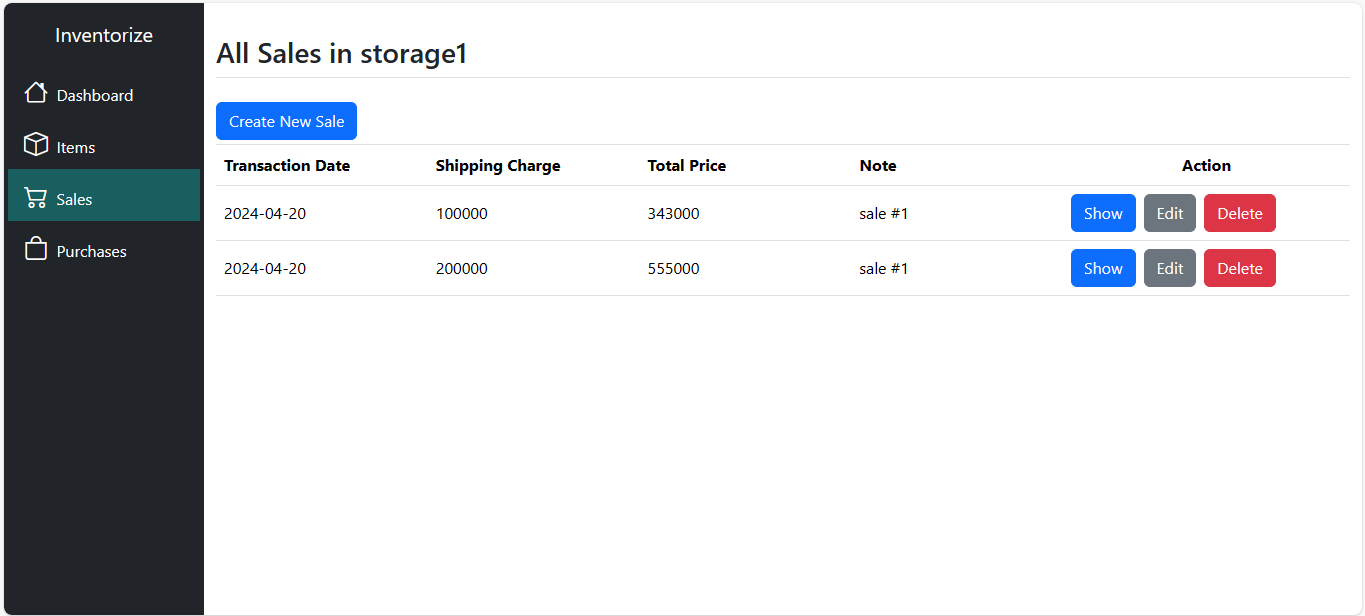 Inventorize
Dashboard
Items
Sales
Purchases
All Sales in storage1
Create New Sale
Transaction Date Shipping Charge Total Price Note Action
2024-04-20 100000 343000 sale #1 Show Edit Delete
2024-04-20 200000 555000 sale #1 Show Edit Delete